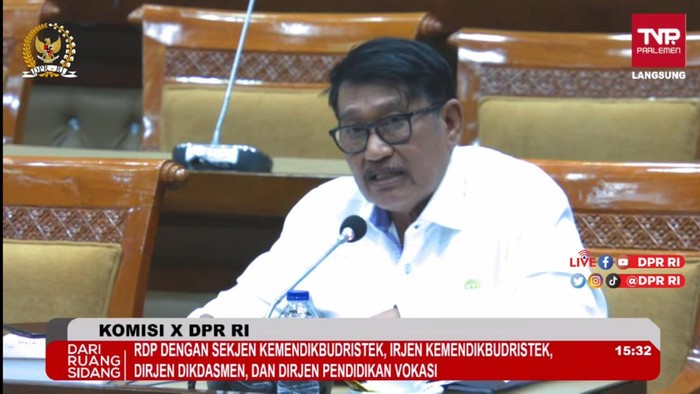 DPR - RI
TVR
PARLEMEN
LANGSUNG
LIVE DPR RI
@DPR RI
KOMISI X DPR RI
DARI RUANG SIDANG
RDP DENGAN SEKJEN KEMENDIKBUDRISTEK, IRJEN KEMENDIKBUDRISTEK,
DIRJEN DIKDASMEN, DAN DIRJEN PENDIDIKAN VOKASI
15:32